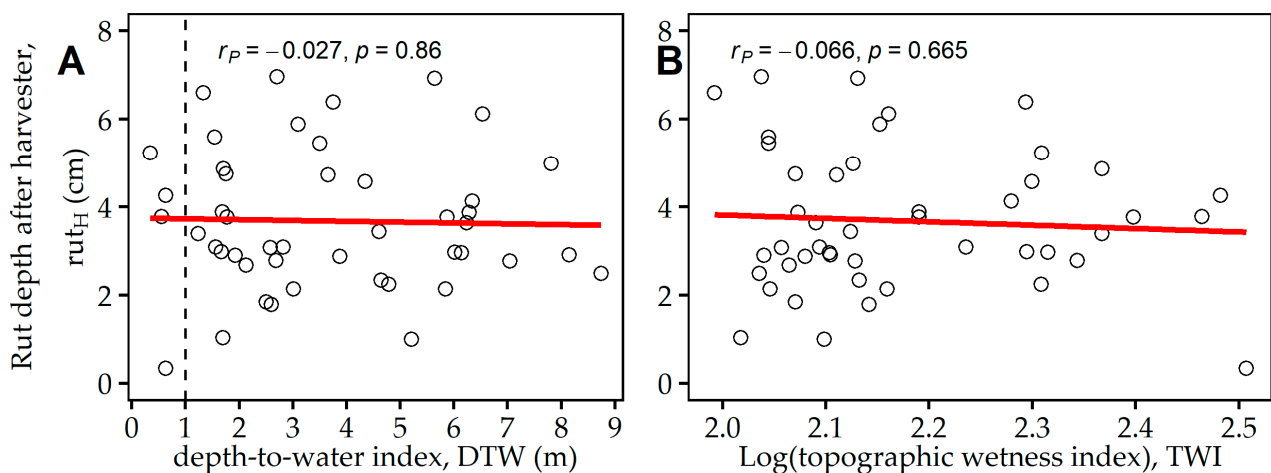 Rut depth after harvester,
rut_H (cm)
A
r_P = −0.027, p = 0.86
8
6
4
2
0
0 1 2 3 4 5 6 7 8 9
depth-to-water index, DTW (m)
B
r_P = −0.066, p = 0.665
8
6
4
2
0
2.0 2.1 2.2 2.3 2.4 2.5
Log(topographic wetness index), TWI